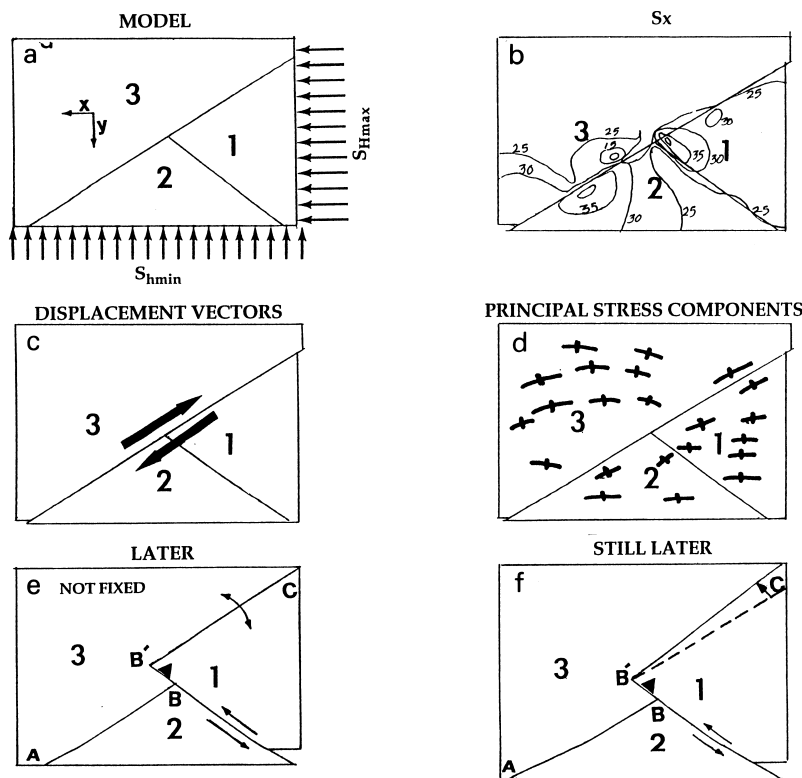 MODEL
a
3
x
y
1
2
SHmax
Shmin
Sx
b
3
25
15
25
30
35
30
2
25
25
30
35
30
1
25
DISPLACEMENT VECTORS
c
3
1
2
PRINCIPAL STRESS COMPONENTS
d
3
1
2
LATER
e NOT FIXED
C
3
B′
1
B
2
A
STILL LATER
f
C
3
B′
1
B
2
A